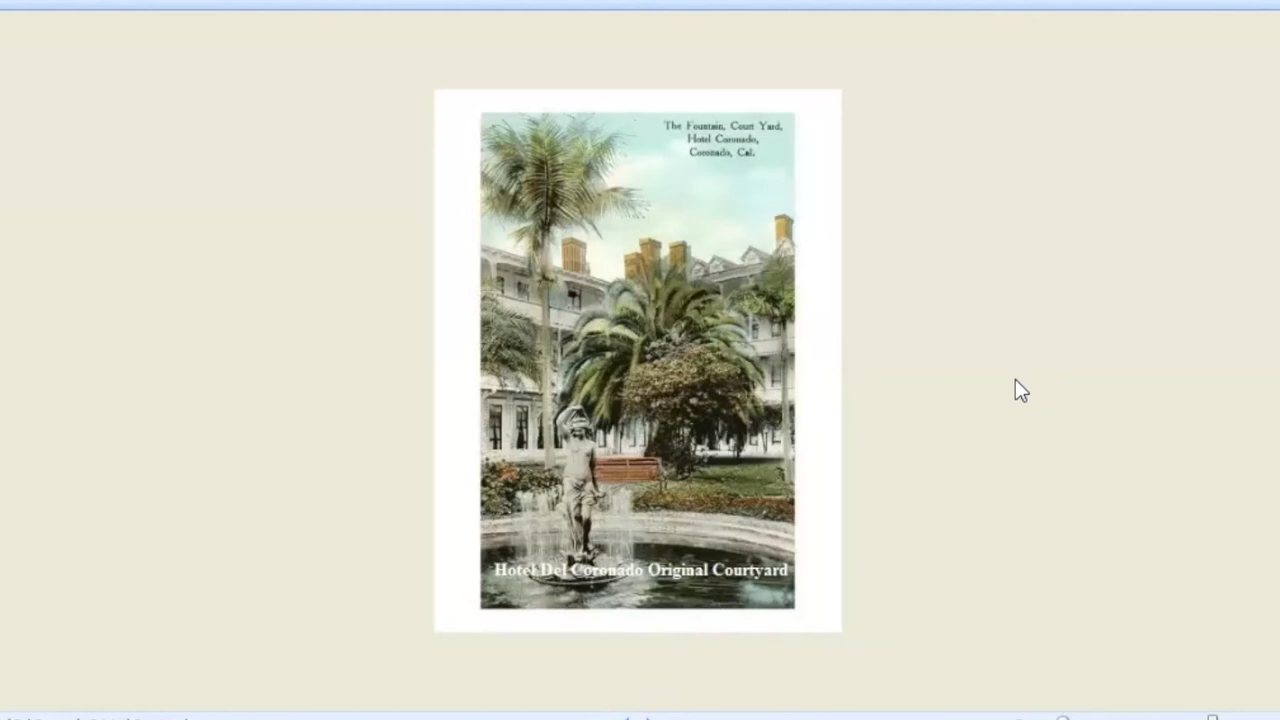 The Fountain, Court Yard,
Hotel Coronado,
Coronado, Cal.
Hotel Del Coronado Original Courtyard